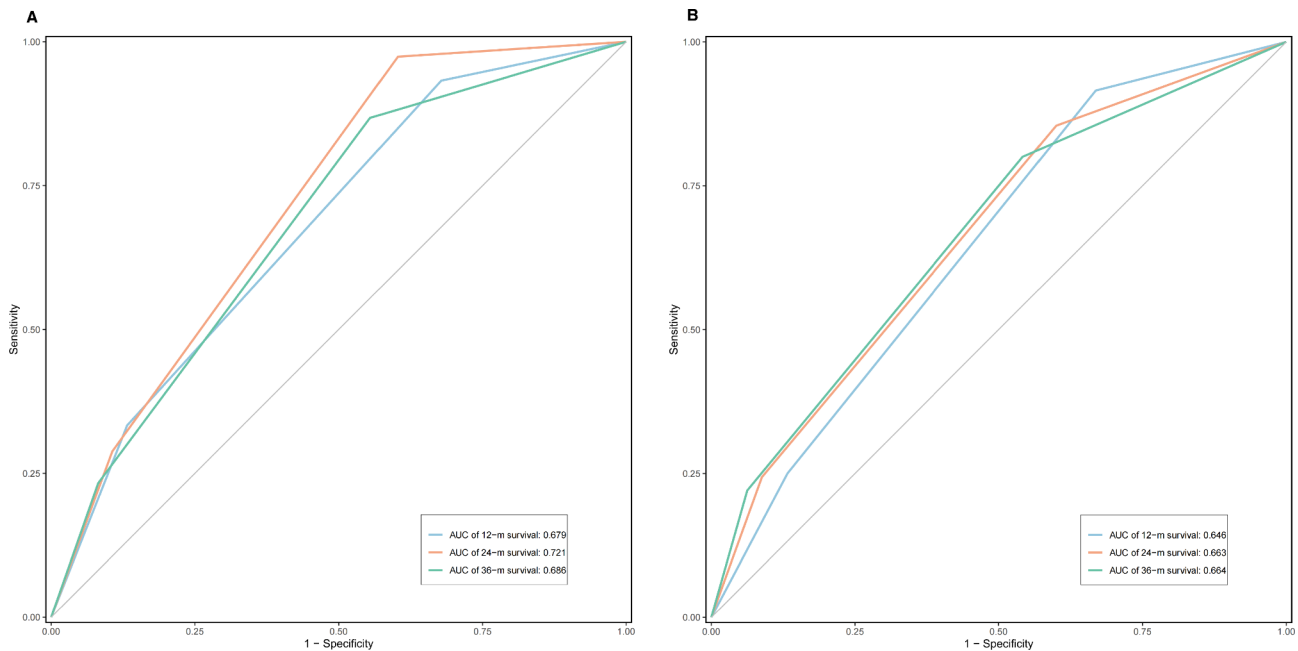 A
1.00
0.75
0.50
0.25
0.00
Sensitivity
AUC of 12−m survival: 0.679
AUC of 24−m survival: 0.721
AUC of 36−m survival: 0.686
0.00 0.25 0.50 0.75 1.00
1 − Specificity
B
1.00
0.75
0.50
0.25
0.00
Sensitivity
AUC of 12−m survival: 0.646
AUC of 24−m survival: 0.663
AUC of 36−m survival: 0.664
0.00 0.25 0.50 0.75 1.00
1 − Specificity